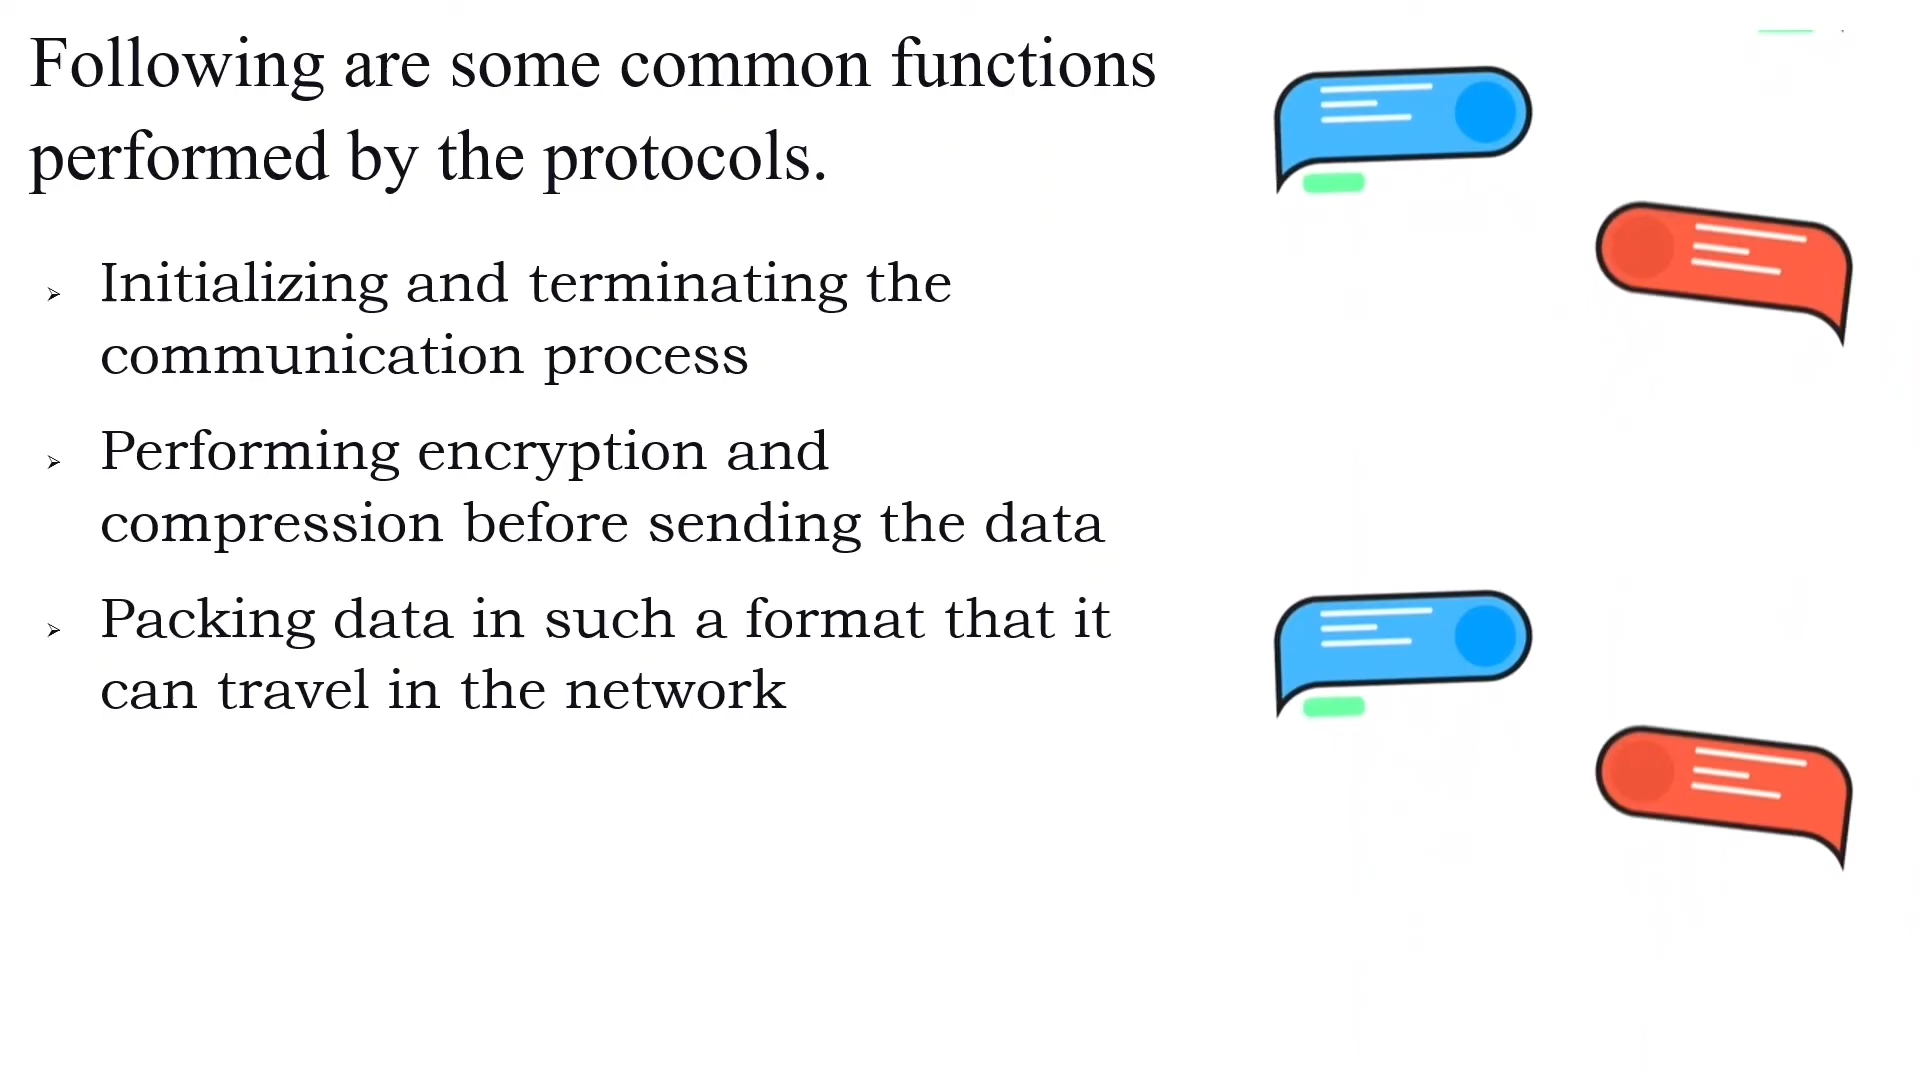 Following are some common functions
performed by the protocols.
➢ Initializing and terminating the
communication process
➢ Performing encryption and
compression before sending the data
➢ Packing data in such a format that it
can travel in the network